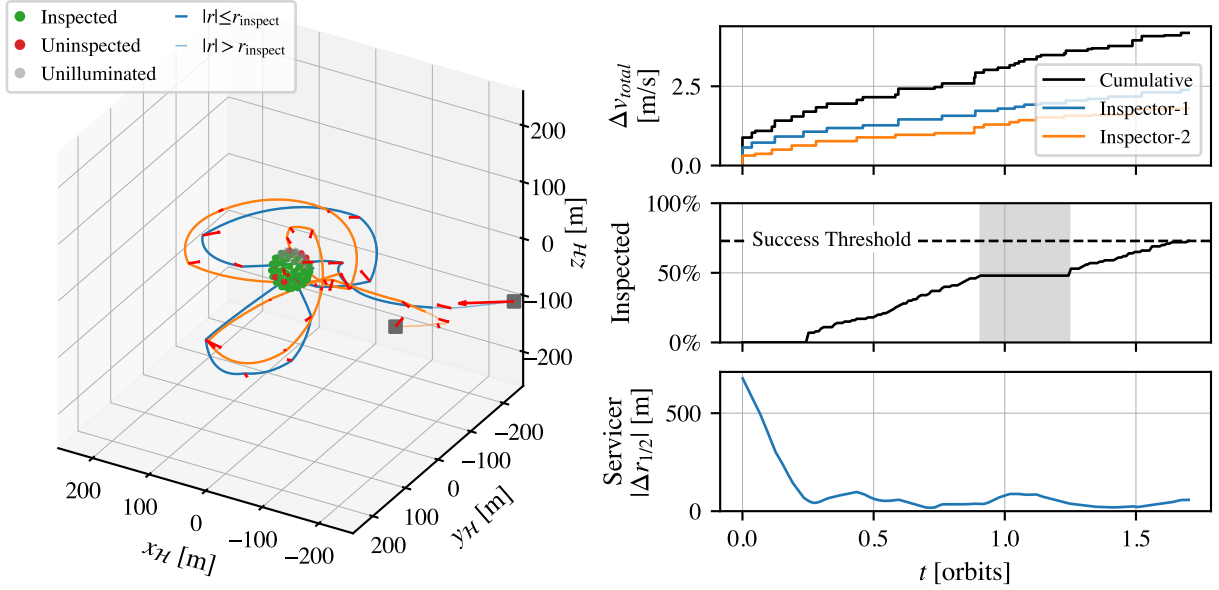 Inspected
Uninspected
Unilluminated
|r|≤r_inspect
|r| > r_inspect
200
100
0
−100
−200
z_ℋ [m]
200
100
0
−100
−200
x_ℋ [m]
−200
−100
0
100
200
y_ℋ [m]
Δv_total
[m/s]
2.5
0.0
Cumulative
Inspector-1
Inspector-2
Inspected
100%
50%
0%
Success Threshold
Servicer
|Δr_1/2| [m]
500
0
0.0
0.5
1.0
1.5
t [orbits]